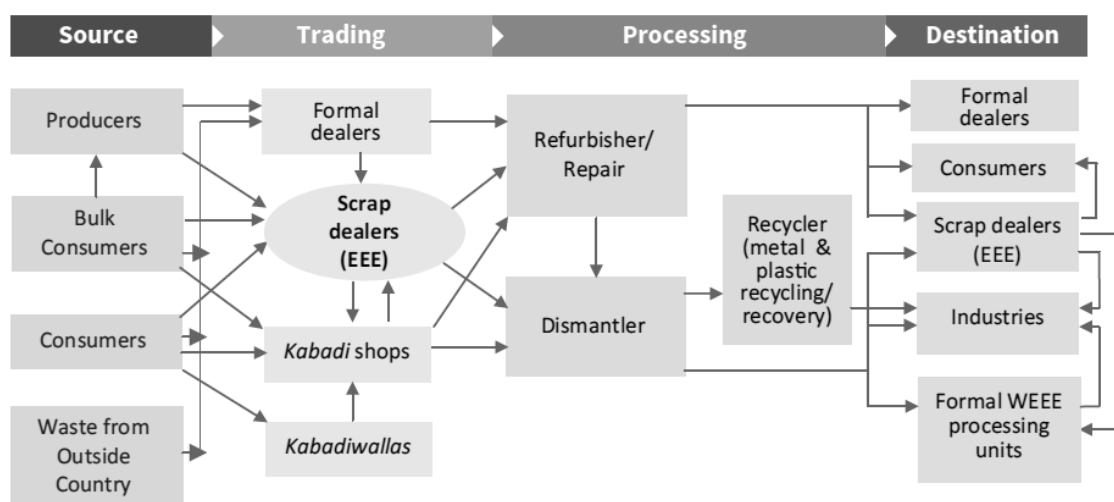 Source
Trading
Processing
Destination
Producers
Bulk
Consumers
Consumers
Waste from
Outside
Country
Formal
dealers
Scrap
dealers
(EEE)
Kabadi shops
Kabadiwallas
Refurbisher/
Repair
Dismantler
Recycler
(metal &
plastic
recycling/
recovery)
Formal
dealers
Consumers
Scrap dealers
(EEE)
Industries
Formal WEEE
processing
units